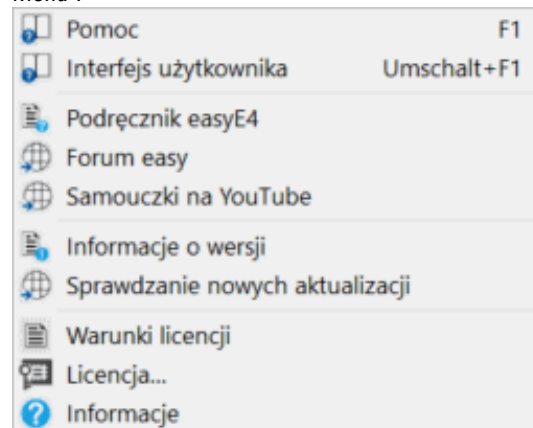 Pomoc F1
Interfejs użytkownika Umschalt+F1
Podręcznik easyE4
Forum easy
Samouczki na YouTube
Informacje o wersji
Sprawdzanie nowych aktualizacji
Warunki licencji
Licencja...
Informacje